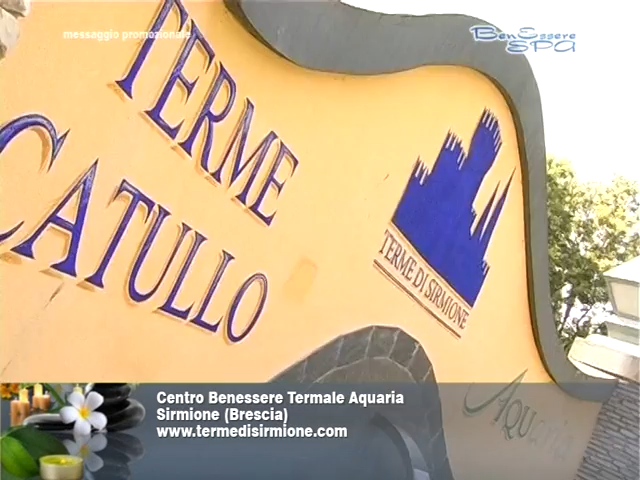 messaggio promozionale
BenEssere
SPA
TERME
CATULLO
TERME DI SIRMIONE
AQUARIA
Centro Benessere Termale Aquaria
Sirmione (Brescia)
www.termedisirmione.com